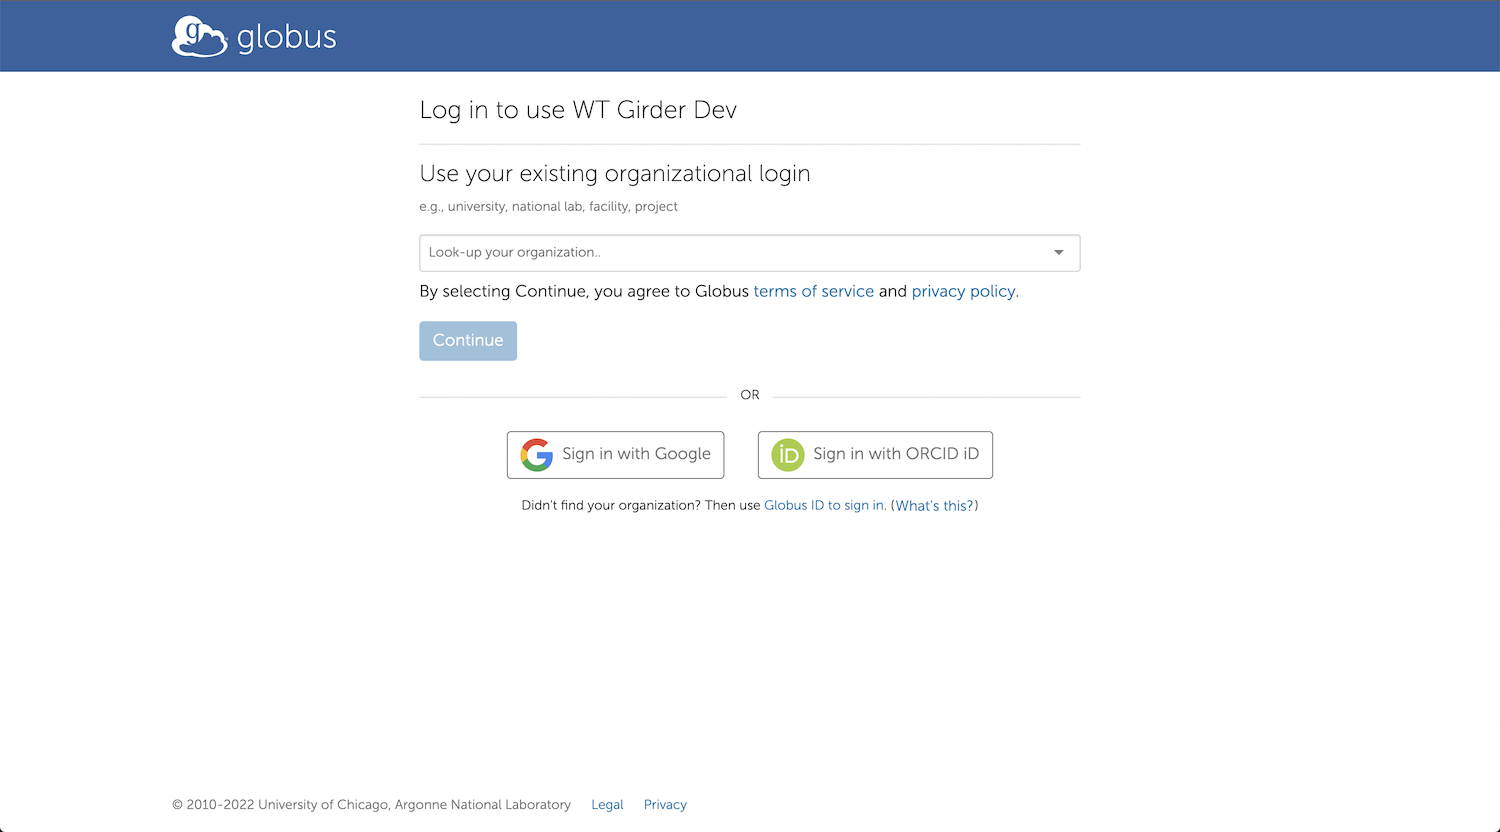 globus
Log in to use WT Girder Dev
Use your existing organizational login
e.g., university, national lab, facility, project
Look-up your organization..
By selecting Continue, you agree to Globus terms of service and privacy policy.
Continue
OR
Sign in with Google
iD Sign in with ORCID iD
Didn't find your organization? Then use Globus ID to sign in. (What's this?)
© 2010-2022 University of Chicago, Argonne National Laboratory Legal Privacy